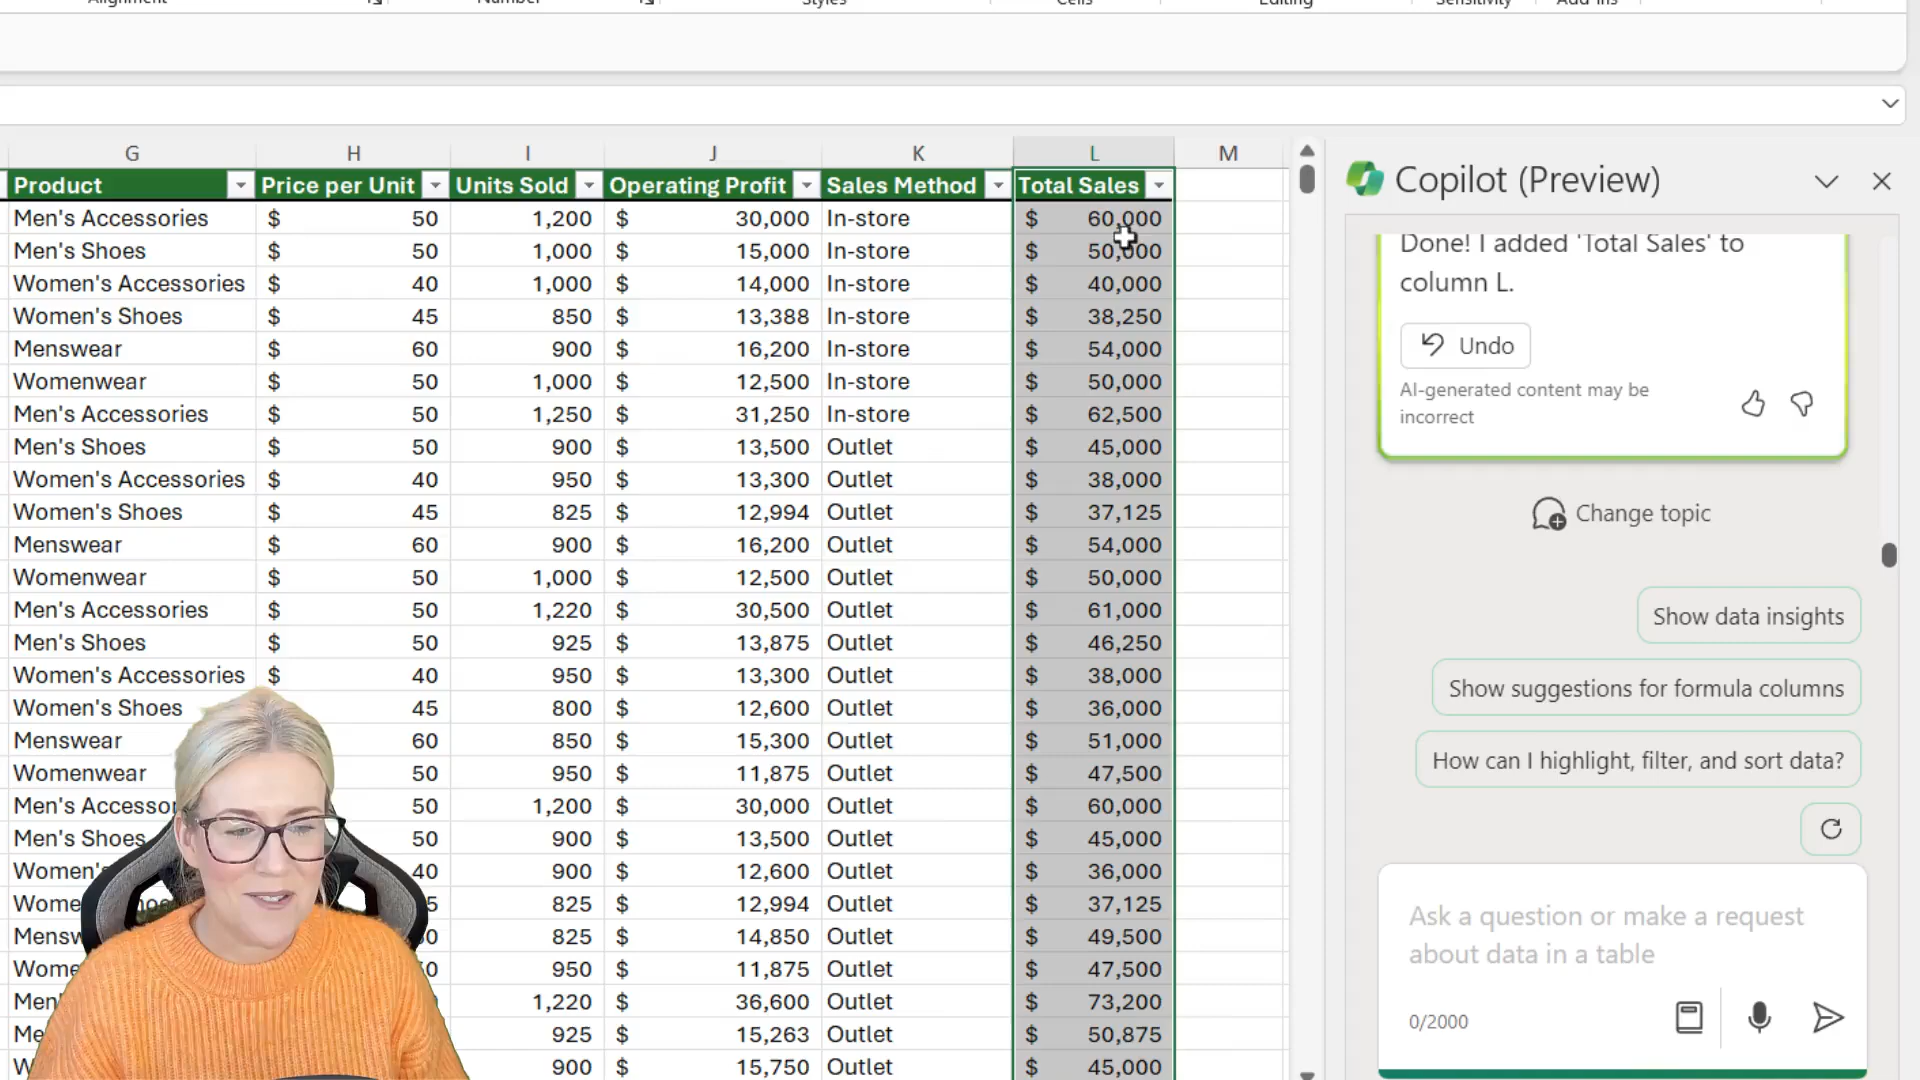 Alignment Number Styles Cells Editing Sensitivity Add-ins
G H I J K L M
Product Price per Unit Units Sold Operating Profit Sales Method Total Sales
Men's Accessories $ 50 1,200 $ 30,000 In-store $ 60,000
Men's Shoes $ 50 1,000 $ 15,000 In-store $ 50,000
Women's Accessories $ 40 1,000 $ 14,000 In-store $ 40,000
Women's Shoes $ 45 850 $ 13,388 In-store $ 38,250
Menswear $ 60 900 $ 16,200 In-store $ 54,000
Womenwear $ 50 1,000 $ 12,500 In-store $ 50,000
Men's Accessories $ 50 1,250 $ 31,250 In-store $ 62,500
Men's Shoes $ 50 900 $ 13,500 Outlet $ 45,000
Women's Accessories $ 40 950 $ 13,300 Outlet $ 38,000
Women's Shoes $ 45 825 $ 12,994 Outlet $ 37,125
Menswear $ 60 900 $ 16,200 Outlet $ 54,000
Womenwear $ 50 1,000 $ 12,500 Outlet $ 50,000
Men's Accessories $ 50 1,220 $ 30,500 Outlet $ 61,000
Men's Shoes $ 50 925 $ 13,875 Outlet $ 46,250
Women's Accessories $ 40 950 $ 13,300 Outlet $ 38,000
Women's Shoes 45 800 $ 12,600 Outlet $ 36,000
Menswear 60 850 $ 15,300 Outlet $ 51,000
Womenwear 50 950 $ 11,875 Outlet $ 47,500
Men's Accessor 50 1,200 $ 30,000 Outlet $ 60,000
Men's Shoes 50 900 $ 13,500 Outlet $ 45,000
Women's 40 900 $ 12,600 Outlet $ 36,000
Wome 5 825 $ 12,994 Outlet $ 37,125
Mensw 0 825 $ 14,850 Outlet $ 49,500
Wome 0 950 $ 11,875 Outlet $ 47,500
Men 1,220 $ 36,600 Outlet $ 73,200
Me 925 $ 15,263 Outlet $ 50,875
W 900 $ 15,750 Outlet $ 45,000
Copilot (Preview)
Done! I added 'Total Sales' to
column L.
Undo
AI-generated content may be
incorrect
Change topic
Show data insights
Show suggestions for formula columns
How can I highlight, filter, and sort data?
Ask a question or make a request
about data in a table
0/2000